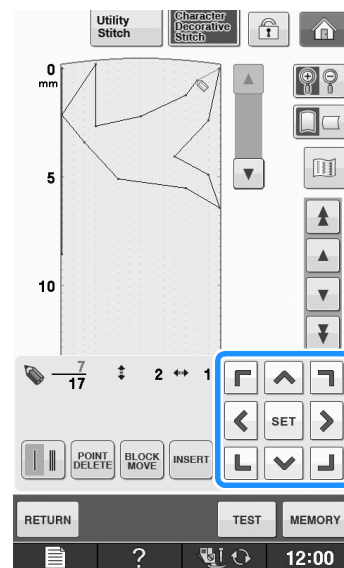 Utility
Stitch
Character
Decorative
Stitch
0
mm
5
10
7
17
2
1
SET
POINT
DELETE
BLOCK
MOVE
INSERT
RETURN
TEST
MEMORY
?
12:00